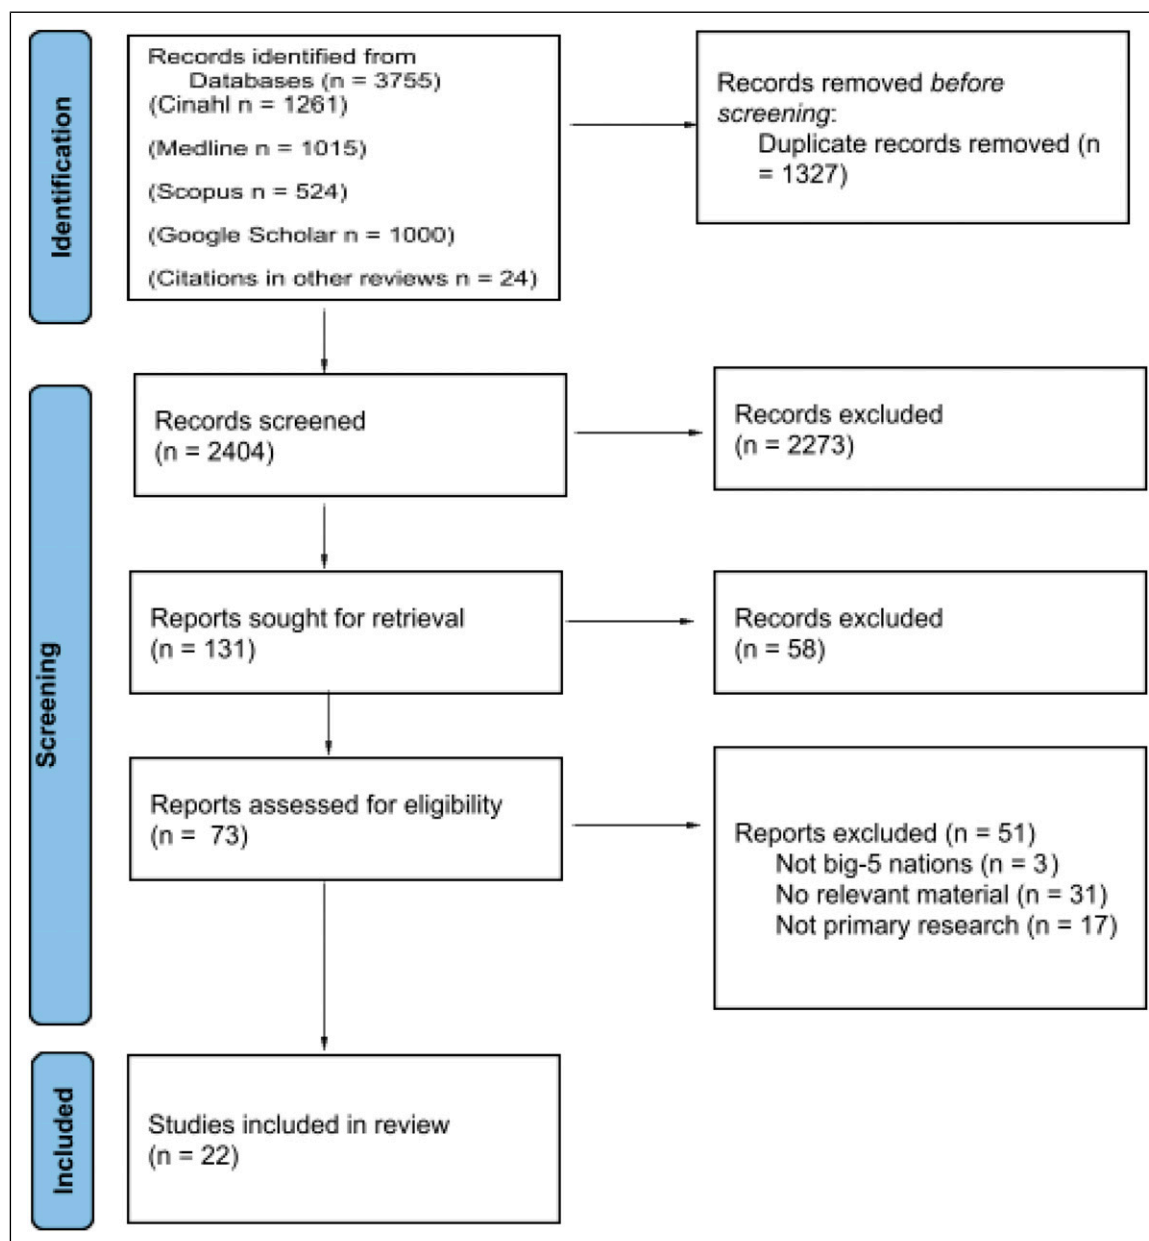 Identification
Records identified from
Databases (n = 3755)
(Cinahl n = 1261)
(Medline n = 1015)
(Scopus n = 524)
(Google Scholar n = 1000)
(Citations in other reviews n = 24)
Records removed before
screening:
Duplicate records removed (n
= 1327)
Screening
Records screened
(n = 2404)
Records excluded
(n = 2273)
Reports sought for retrieval
(n = 131)
Records excluded
(n = 58)
Reports assessed for eligibility
(n = 73)
Reports excluded (n = 51)
Not big-5 nations (n = 3)
No relevant material (n = 31)
Not primary research (n = 17)
Included
Studies included in review
(n = 22)